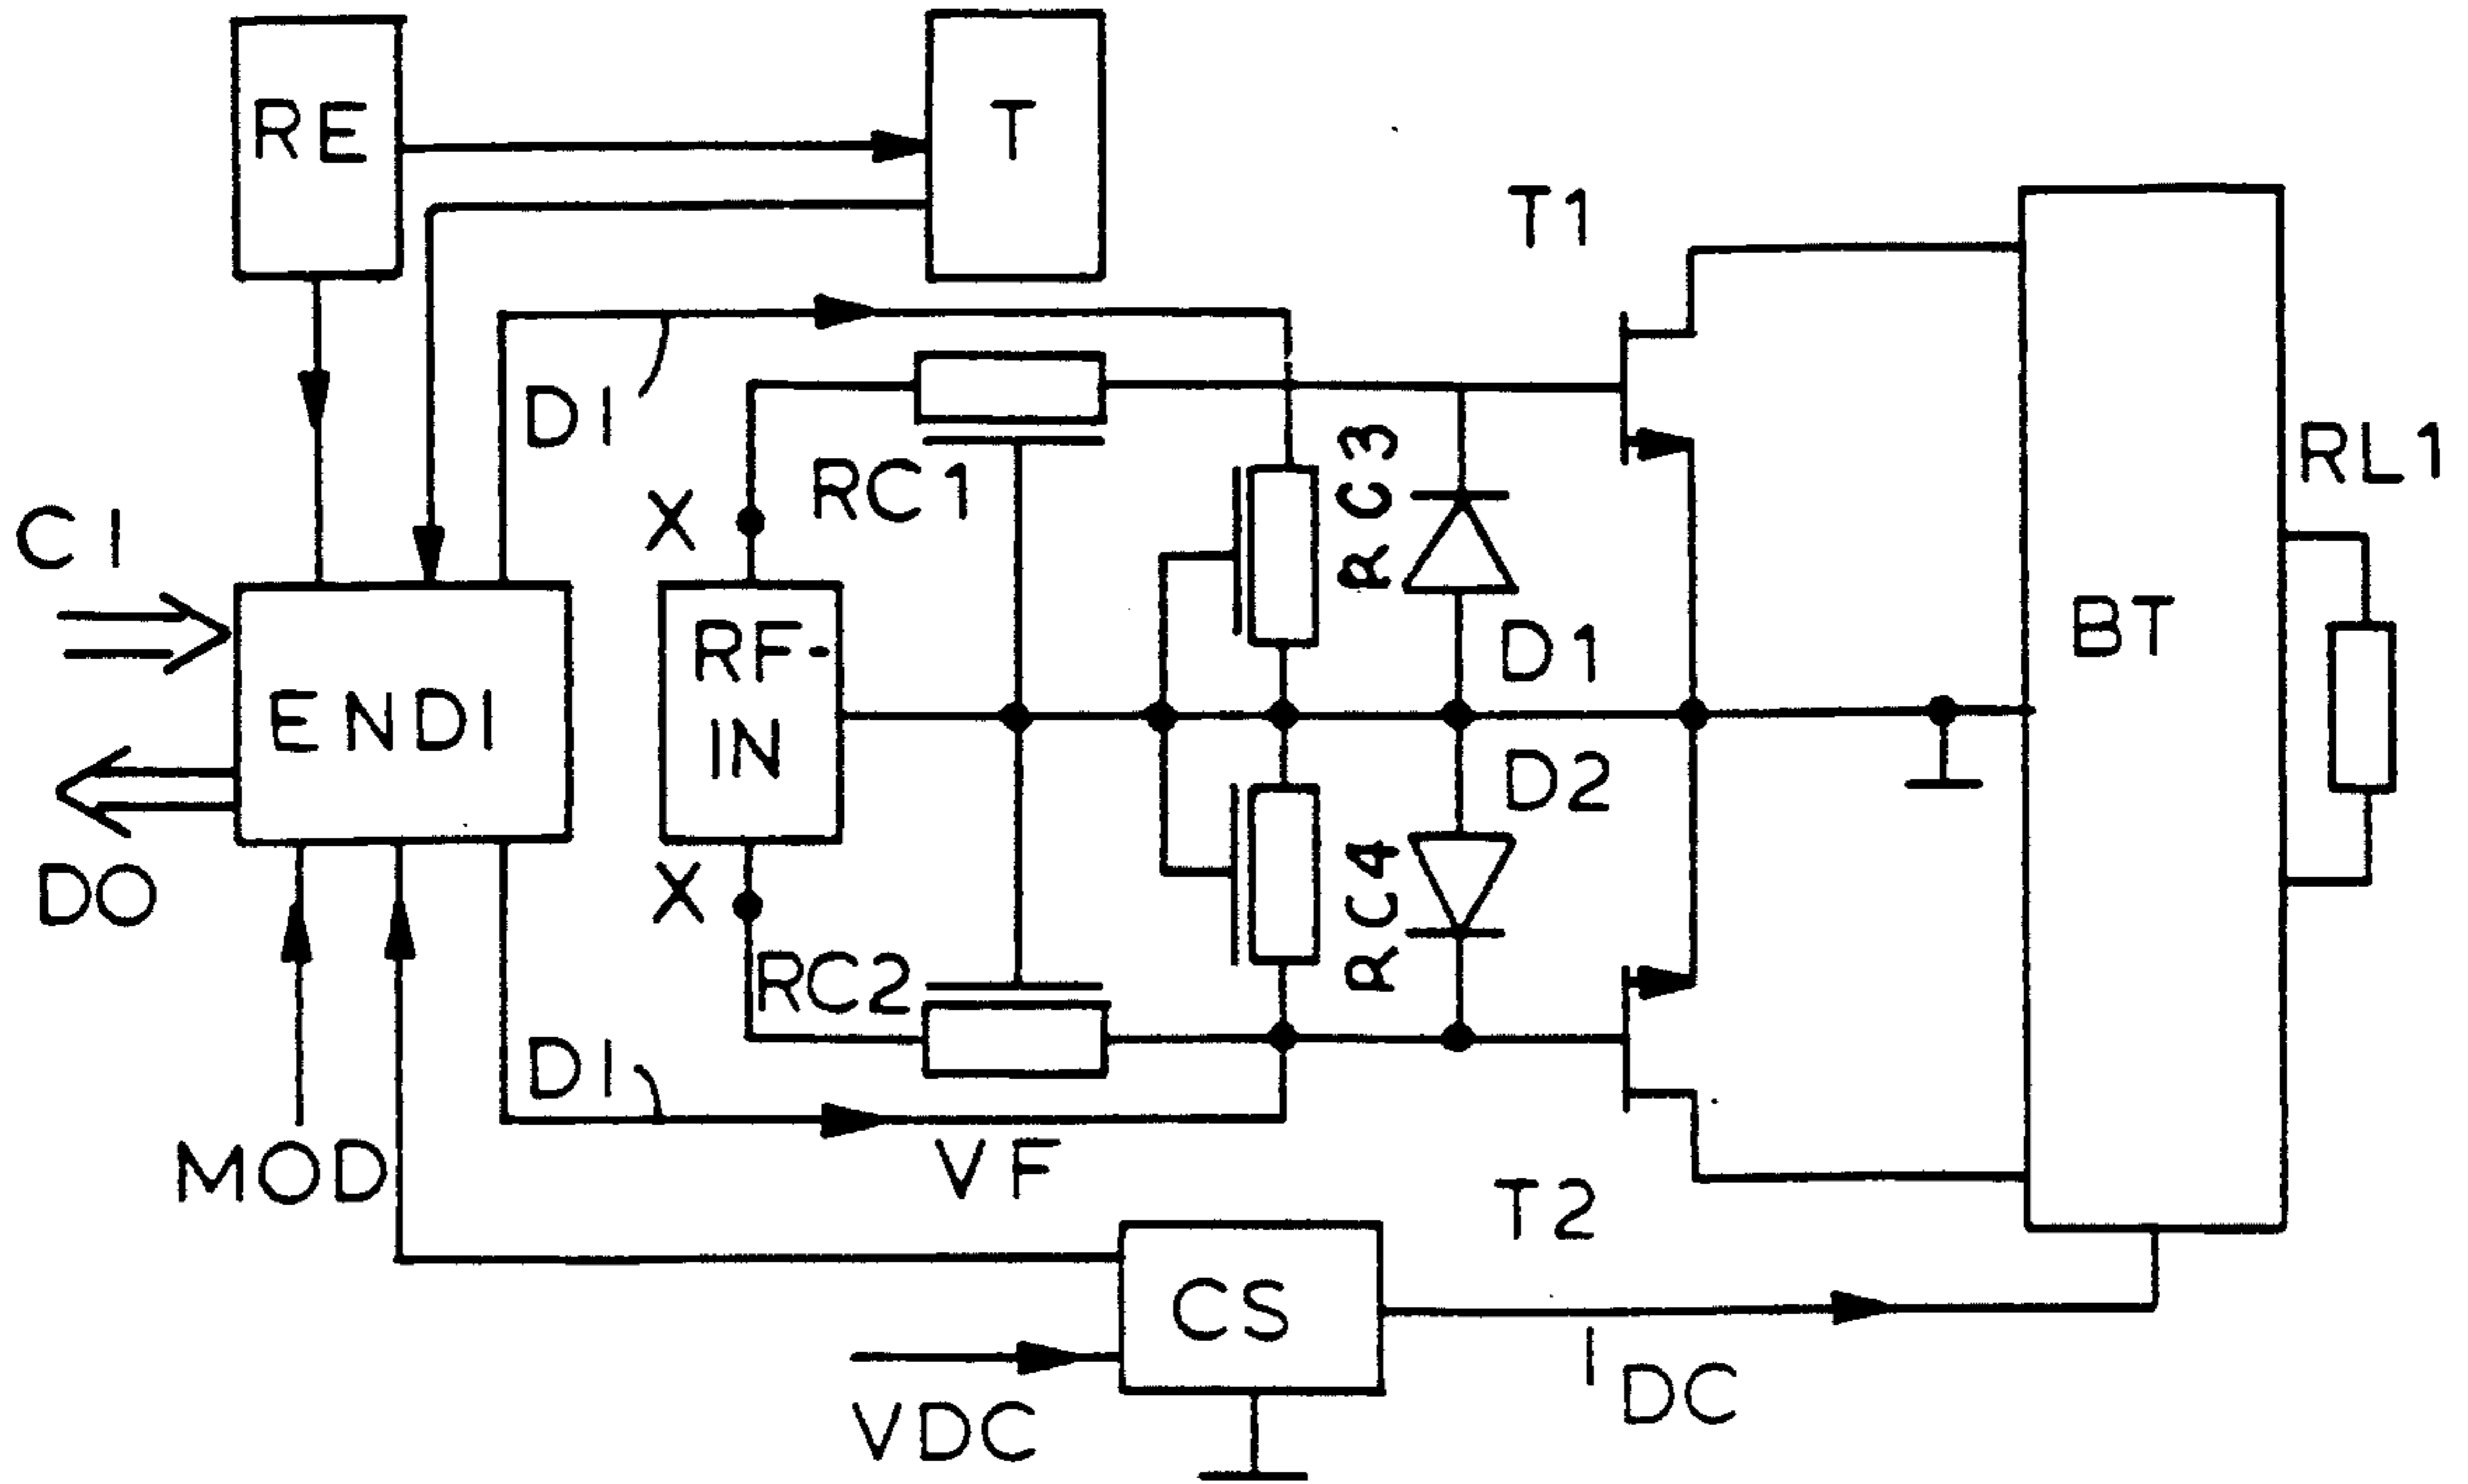 RE
T
T1
DI
RC1
RC3
RL1
X
CI
RF-
IN
D1
BT
ENDI
D2
DO
X
RC4
RC2
DI
MOD
VF
T2
CS
I DC
VDC